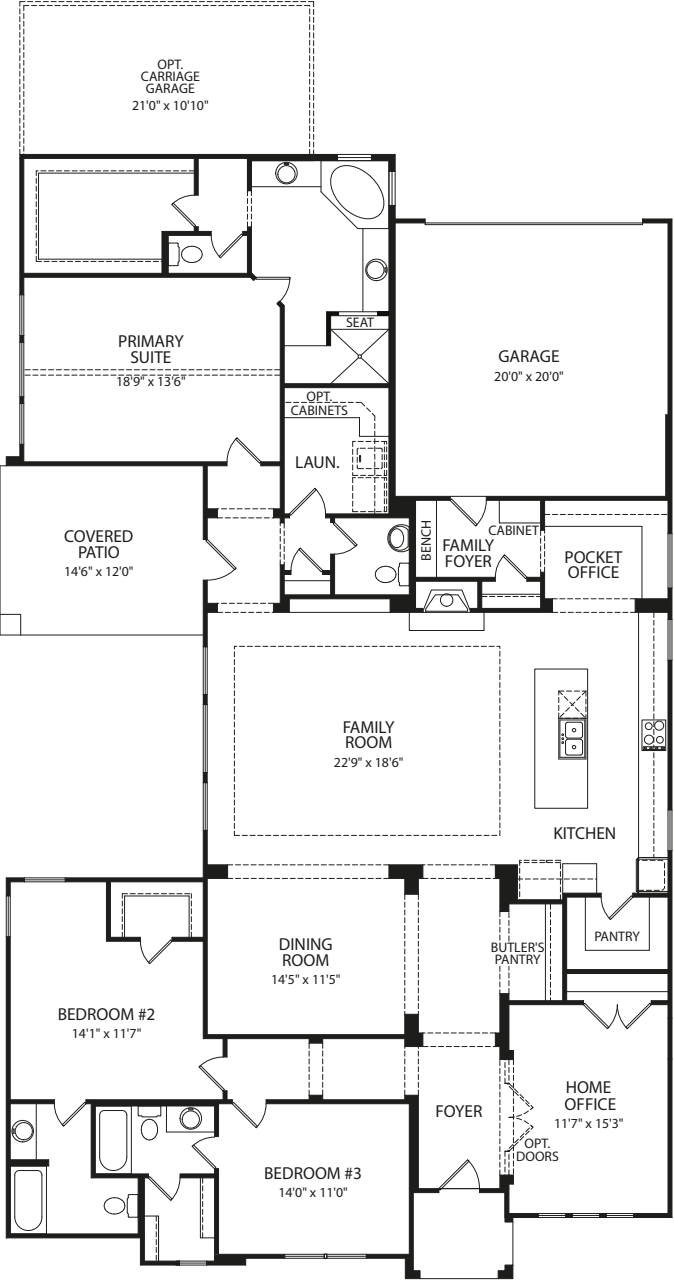 OPT.
CARRIAGE
GARAGE
21'0" x 10'10"
SEAT
PRIMARY
SUITE
18'9" x 13'6"
GARAGE
20'0" x 20'0"
OPT.
CABINETS
LAUN.
COVERED
PATIO
14'6" x 12'0"
BENCH
CABINET
FAMILY
FOYER
POCKET
OFFICE
FAMILY
ROOM
22'9" x 18'6"
KITCHEN
DINING
ROOM
14'5" x 11'5"
BUTLER'S
PANTRY
PANTRY
BEDROOM #2
14'1" x 11'7"
FOYER
HOME
OFFICE
11'7" x 15'3"
OPT.
DOORS
BEDROOM #3
14'0" x 11'0"